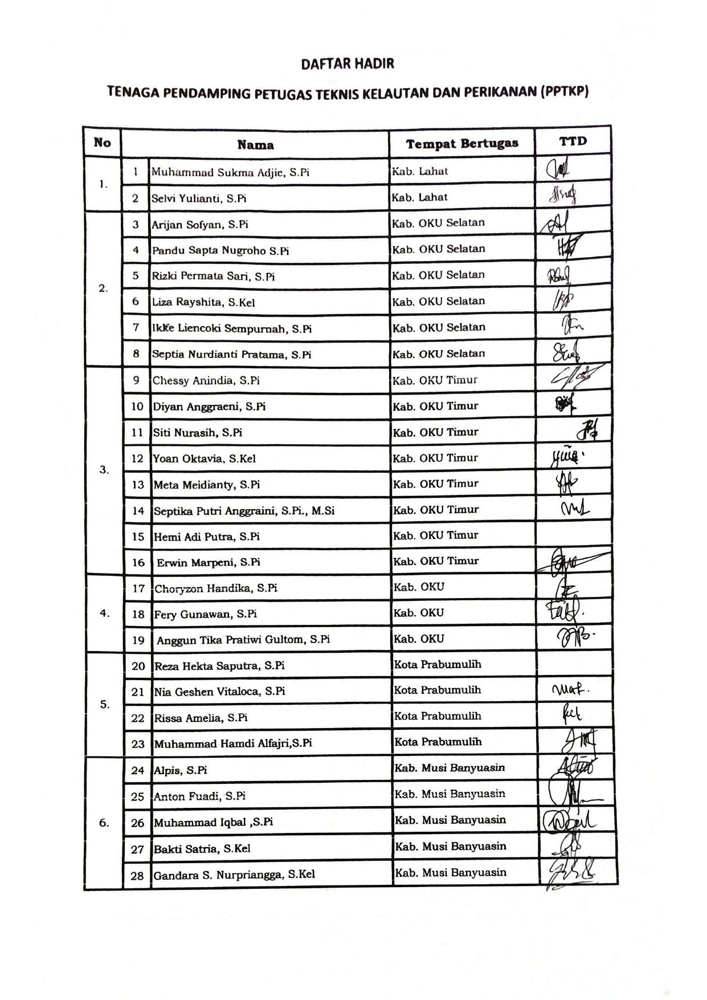 DAFTAR HADIR
TENAGA PENDAMPING PETUGAS TEKNIS KELAUTAN DAN PERIKANAN (PPTKP)
No Nama Tempat Bertugas TTD
1. 1 Muhammad Sukma Adjie, S.Pi Kab. Lahat
2 Selvi Yulianti, S.Pi Kab. Lahat
2. 3 Arijan Sofyan, S.Pi Kab. OKU Selatan
4 Pandu Sapta Nugroho S.Pi Kab. OKU Selatan
5 Rizki Permata Sari, S.Pi Kab. OKU Selatan
6 Liza Rayshita, S.Kel Kab. OKU Selatan
7 Ikke Liencoki Sempurnah, S.Pi Kab. OKU Selatan
8 Septia Nurdianti Pratama, S.Pi Kab. OKU Selatan
3. 9 Chessy Anindia, S.Pi Kab. OKU Timur
10 Diyan Anggraeni, S.Pi Kab. OKU Timur
11 Siti Nurasih, S.Pi Kab. OKU Timur
12 Yoan Oktavia, S.Kel Kab. OKU Timur
13 Meta Meidianty, S.Pi Kab. OKU Timur
14 Septika Putri Anggraini, S.Pi., M.Si Kab. OKU Timur
15 Hemi Adi Putra, S.Pi Kab. OKU Timur
16 Erwin Marpeni, S.Pi Kab. OKU Timur
4. 17 Choryzon Handika, S.Pi Kab. OKU
18 Fery Gunawan, S.Pi Kab. OKU
19 Anggun Tika Pratiwi Gultom, S.Pi Kab. OKU
5. 20 Reza Hekta Saputra, S.Pi Kota Prabumulih
21 Nia Geshen Vitaloca, S.Pi Kota Prabumulih
22 Rissa Amelia, S.Pi Kota Prabumulih
23 Muhammad Hamdi Alfajri,S.Pi Kota Prabumulih
6. 24 Alpis, S.Pi Kab. Musi Banyuasin
25 Anton Fuadi, S.Pi Kab. Musi Banyuasin
26 Muhammad Iqbal ,S.Pi Kab. Musi Banyuasin
27 Bakti Satria, S.Kel Kab. Musi Banyuasin
28 Gandara S. Nurpriangga, S.Kel Kab. Musi Banyuasin